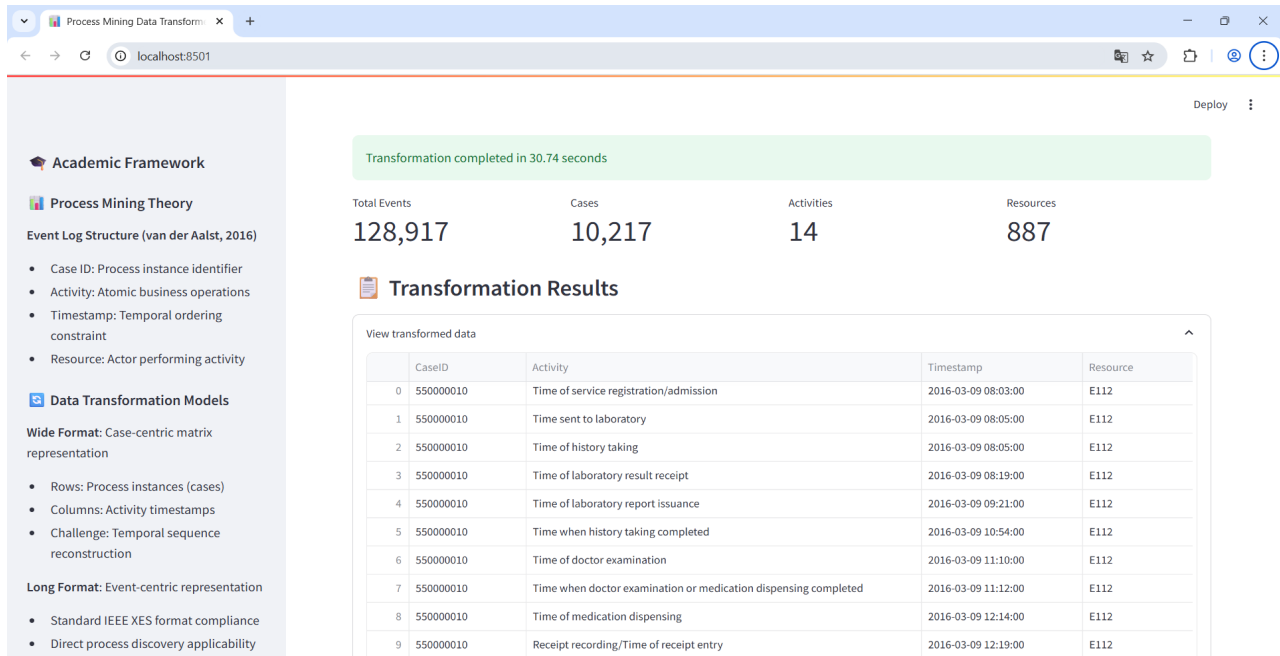 Process Mining Data Transform
localhost:8501
Deploy
🎓 Academic Framework
📊 Process Mining Theory
Event Log Structure (van der Aalst, 2016)
• Case ID: Process instance identifier
• Activity: Atomic business operations
• Timestamp: Temporal ordering
constraint
• Resource: Actor performing activity
🔄 Data Transformation Models
Wide Format: Case-centric matrix
representation
• Rows: Process instances (cases)
• Columns: Activity timestamps
• Challenge: Temporal sequence
reconstruction
Long Format: Event-centric representation
• Standard IEEE XES format compliance
• Direct process discovery applicability
Transformation completed in 30.74 seconds
Total Events Cases Activities Resources
128,917 10,217 14 887
📋 Transformation Results
View transformed data
CaseID Activity Timestamp Resource
0 550000010 Time of service registration/admission 2016-03-09 08:03:00 E112
1 550000010 Time sent to laboratory 2016-03-09 08:05:00 E112
2 550000010 Time of history taking 2016-03-09 08:05:00 E112
3 550000010 Time of laboratory result receipt 2016-03-09 08:19:00 E112
4 550000010 Time of laboratory report issuance 2016-03-09 09:21:00 E112
5 550000010 Time when history taking completed 2016-03-09 10:54:00 E112
6 550000010 Time of doctor examination 2016-03-09 11:10:00 E112
7 550000010 Time when doctor examination or medication dispensing completed 2016-03-09 11:12:00 E112
8 550000010 Time of medication dispensing 2016-03-09 12:14:00 E112
9 550000010 Receipt recording/Time of receipt entry 2016-03-09 12:19:00 E112